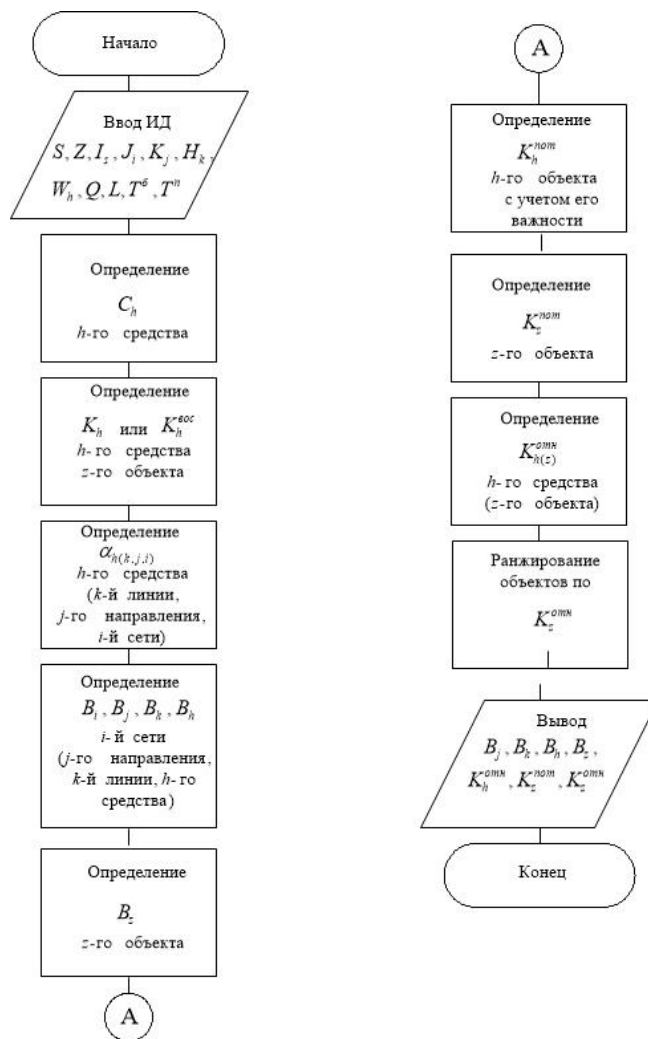 Начало
Ввод ИД
S, Z, I_s, J_i, K_j, H_k,
W_h, Q, L, T^б, T^п
Определение
C_h
h-го средства
Определение
K_h или K_h^вос
h- го средства
z-го объекта
Определение
α_h(k,j,i)
h-го средства
(k-й линии,
j-го направления,
i-й сети)
Определение
B_i, B_j, B_k, B_h
i- й сети
(j-го направления,
k-й линии, h-го
средства)
Определение
B_z
z-го объекта
А
А
Определение
K_h^пот
h-го объекта
с учетом его
важности
Определение
K_z^пот
z-го объекта
Определение
K_h(z)^отн
h- го средства
(z-го объекта)
Ранжирование
объектов по
K_z^отн
Вывод
B_j, B_k, B_h, B_z,
K_h^отн, K_z^пот, K_z^отн
Конец